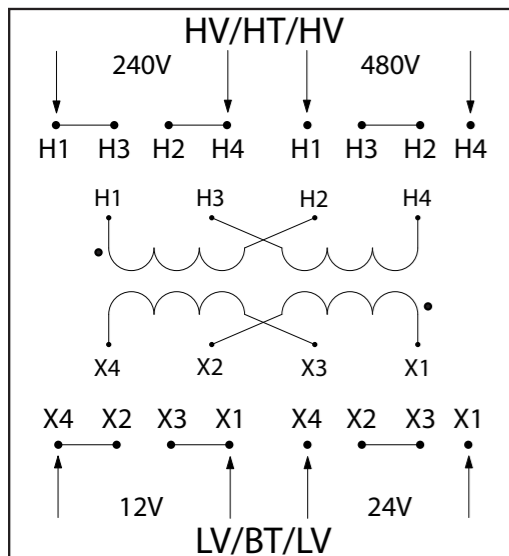 HV/HT/HV
240V 480V
H1 H3 H2 H4 H1 H3 H2 H4
H1 H3 H2 H4
X4 X2 X3 X1
X4 X2 X3 X1 X4 X2 X3 X1
12V 24V
LV/BT/LV